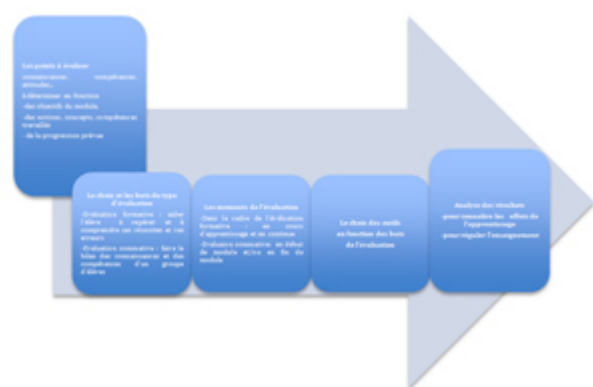 Les points à évaluer
connaissances, compétences,
attitudes..
à déterminer en fonction
-des objectifs du module,
-des notions, concepts, compétences
travaillés
- de la progression prévue
Le choix et les buts du type
d'évaluation
-Evaluation formative : aider
l'élève à repérer et à
comprendre ses réussites et ses
erreurs
-Evaluation sommative : faire le
bilan des connaissances et des
compétences d'un groupe
d'élèves
Les moments de l'évaluation
-Dans le cadre de l'évaluation
formative : en cours
d'apprentissage et en continue
-Evaluation sommative en début
de module et/ou en fin de
module
Le choix des outils
en fonction des buts
de l'évaluation
Analyse des résultats
-pour connaître les effets de
l'apprentissage
-pour réguler l'enseignement